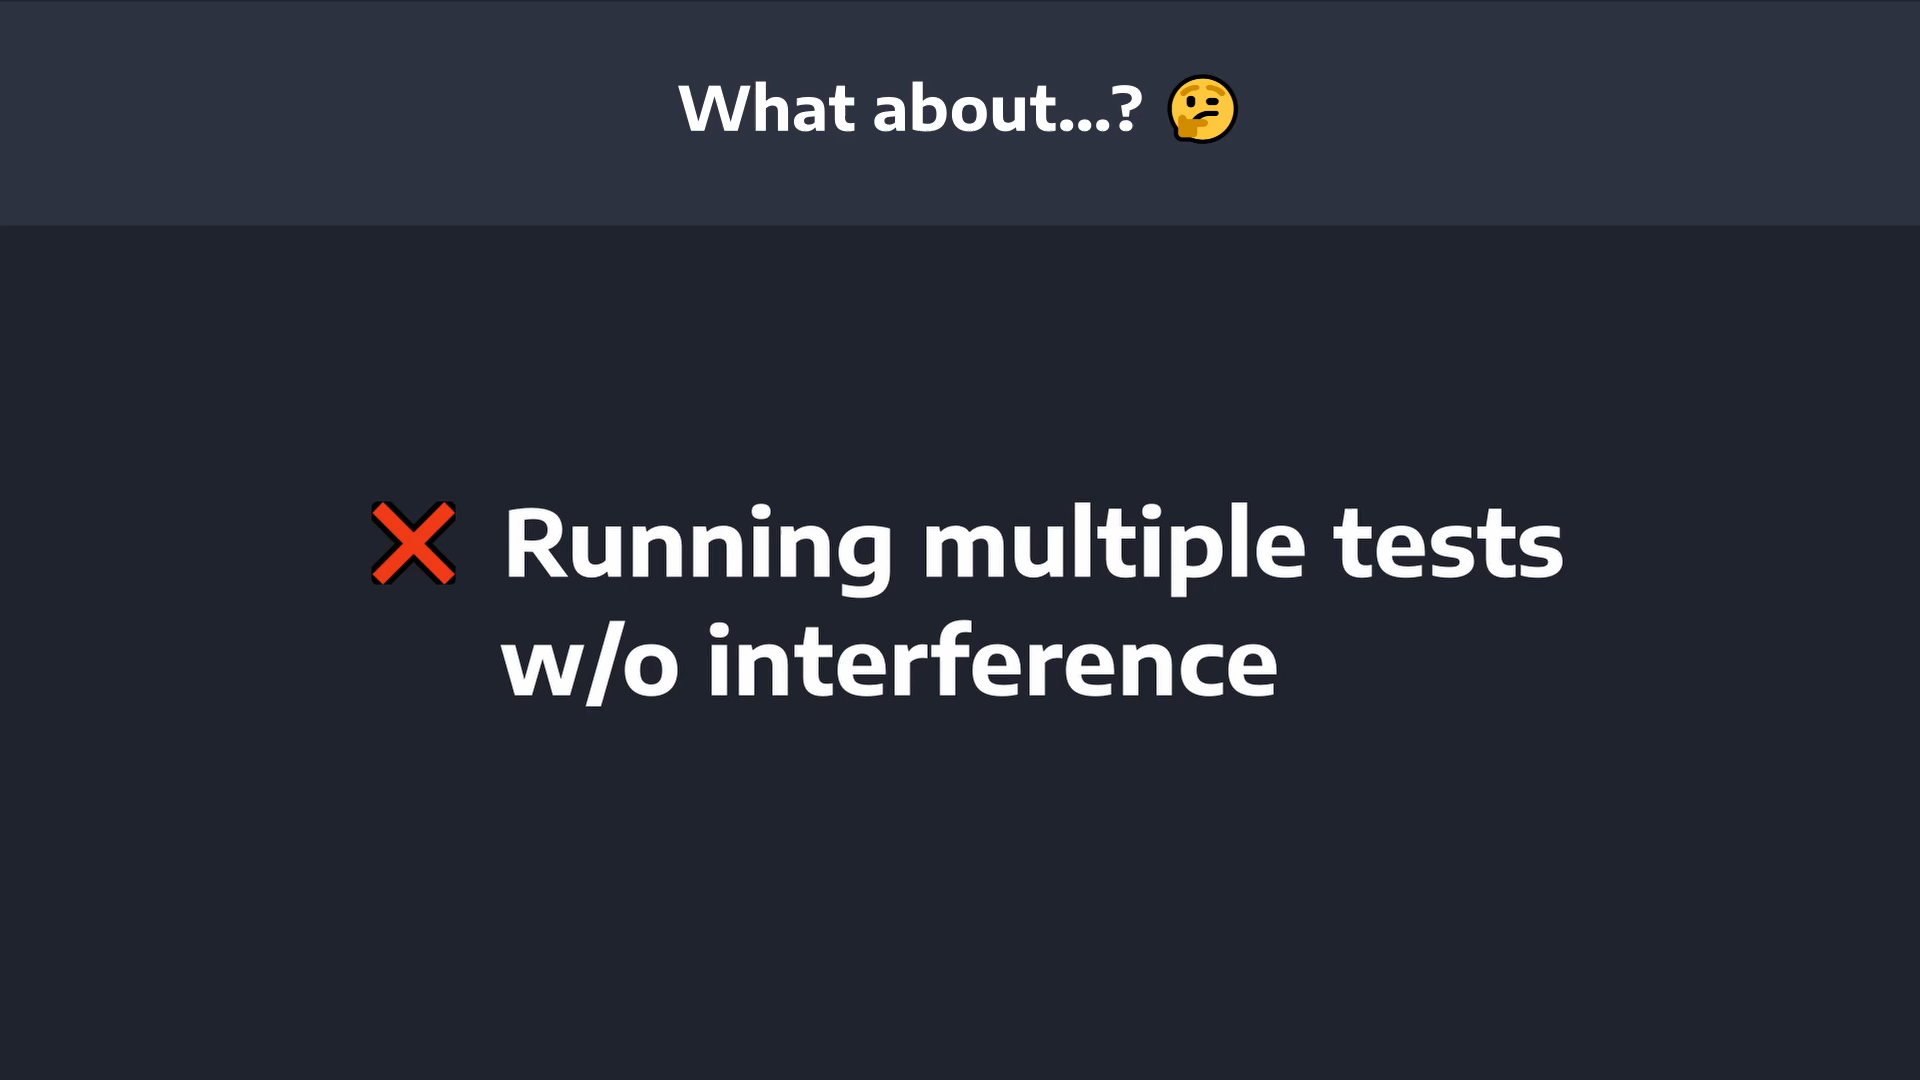 What about...? 🤔
❌ Running multiple tests
w/o interference